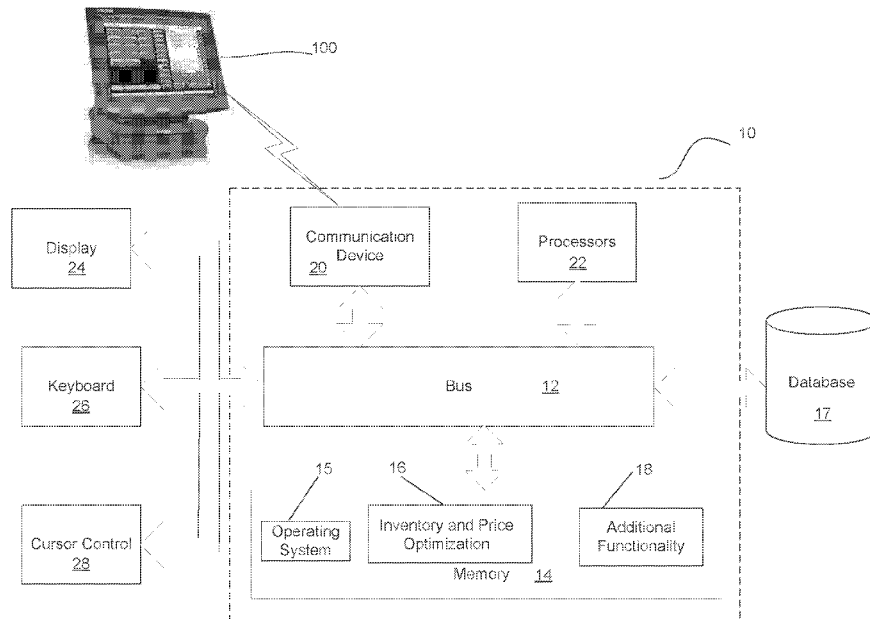 100
10
Display
24
Communication
Device
20
Processors
22
Keyboard
26
Bus
12
Database
17
Cursor Control
28
15
Operating
System
16
Inventory and Price
Optimization
18
Additional
Functionality
Memory
14